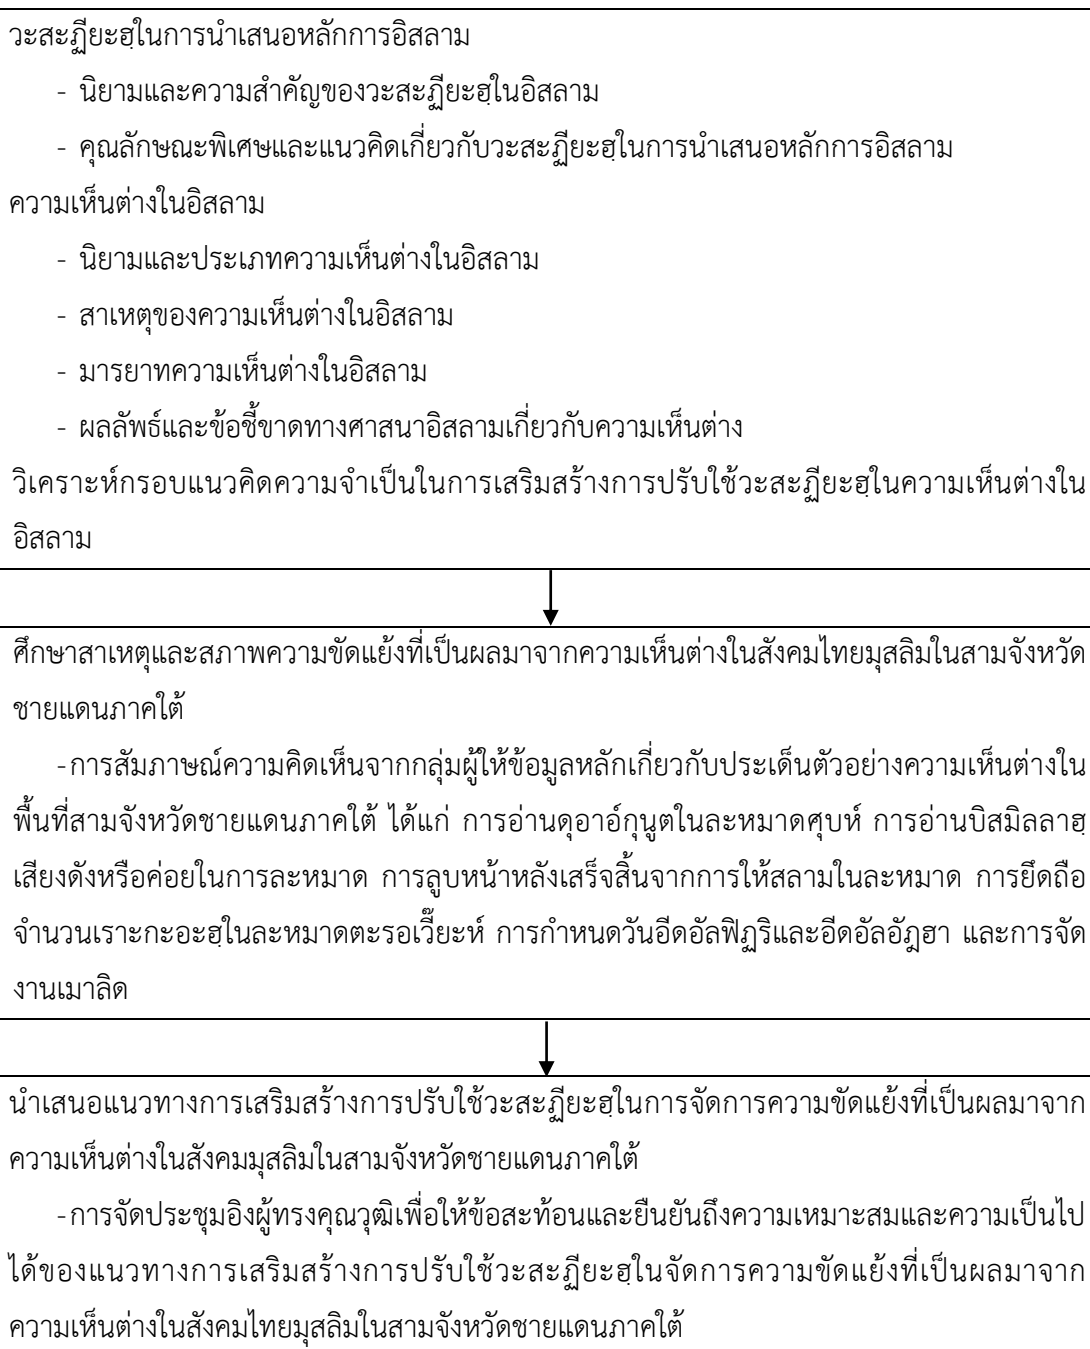 วะสะฏียะฮฺในการนำเสนอหลักการอิสลาม
- นิยามและความสำคัญของวะสะฏียะฮฺในอิสลาม
- คุณลักษณะพิเศษและแนวคิดเกี่ยวกับวะสะฏียะฮฺในการนำเสนอหลักการอิสลาม
ความเห็นต่างในอิสลาม
- นิยามและประเภทความเห็นต่างในอิสลาม
- สาเหตุของความเห็นต่างในอิสลาม
- มารยาทความเห็นต่างในอิสลาม
- ผลลัพธ์และข้อชี้ขาดทางศาสนาอิสลามเกี่ยวกับความเห็นต่าง
วิเคราะห์กรอบแนวคิดความจำเป็นในการเสริมสร้างการปรับใช้วะสะฏียะฮฺในความเห็นต่างใน
อิสลาม
ศึกษาสาเหตุและสภาพความขัดแย้งที่เป็นผลมาจากความเห็นต่างในสังคมไทยมุสลิมในสามจังหวัด
ชายแดนภาคใต้
-การสัมภาษณ์ความคิดเห็นจากกลุ่มผู้ให้ข้อมูลหลักเกี่ยวกับประเด็นตัวอย่างความเห็นต่างใน
พื้นที่สามจังหวัดชายแดนภาคใต้ ได้แก่ การอ่านดุอาอ์กุนูตในละหมาดศุบห์ การอ่านบิสมิลลาฮฺ
เสียงดังหรือค่อยในการละหมาด การลูบหน้าหลังเสร็จสิ้นจากการให้สลามในละหมาด การยึดถือ
จำนวนเราะกะอะฮฺในละหมาดตะรอเวี๊ยะห์ การกำหนดวันอีดอัลฟิฏริและอีดอัลอัฎฮา และการจัด
งานเมาลิด
นำเสนอแนวทางการเสริมสร้างการปรับใช้วะสะฏียะฮฺในการจัดการความขัดแย้งที่เป็นผลมาจาก
ความเห็นต่างในสังคมมุสลิมในสามจังหวัดชายแดนภาคใต้
-การจัดประชุมอิงผู้ทรงคุณวุฒิเพื่อให้ข้อสะท้อนและยืนยันถึงความเหมาะสมและความเป็นไป
ได้ของแนวทางการเสริมสร้างการปรับใช้วะสะฏียะฮฺในจัดการความขัดแย้งที่เป็นผลมาจาก
ความเห็นต่างในสังคมไทยมุสลิมในสามจังหวัดชายแดนภาคใต้